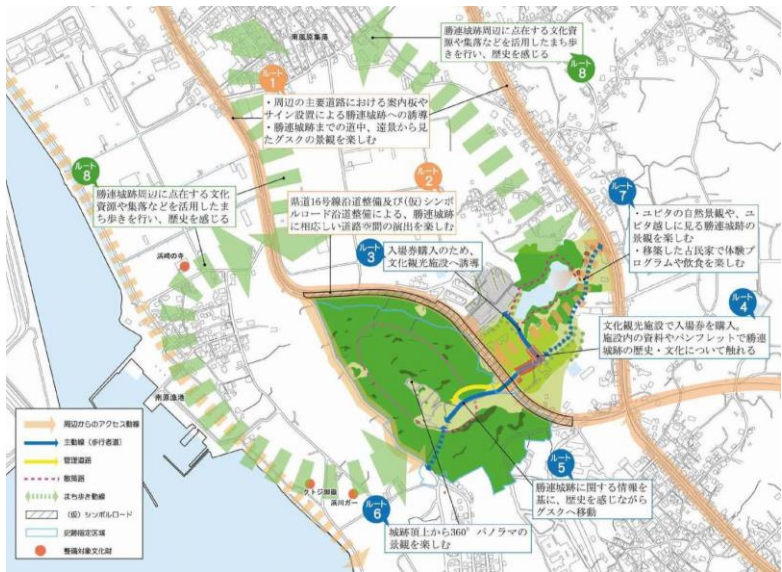 東風原集落
勝連城跡周辺に点在する文化資
源や集落などを活用したまち歩
きを行い、歴史を感じる
ルート
8
ルート
1
・周辺の主要道路における案内板や
サイン設置による勝連城跡への誘導
・勝連城跡までの道中、遠景から見
たグスクの景観を楽しむ
ルート
8
勝連城跡周辺に点在する文化
資源や集落などを活用したま
ち歩きを行い、歴史を感じる
ルート
2
県道16号線沿道整備及び(仮)シンボ
ルロード沿道整備による、勝連城跡
に相応しい道路空間の演出を楽しむ
ルート
7
・ユビタの自然景観や、ユ
ビタ越しに見る勝連城跡の
景観を楽しむ
・移築した古民家で体験プ
ログラムや飲食を楽しむ
ルート
3
入場券購入のため、
文化観光施設へ誘導
浜崎の寺
ルート
4
文化観光施設で入場券を購入。
施設内の資料やパンフレットで勝連
城跡の歴史・文化について触れる
南原漁港
周辺からのアクセス動線
主動線(歩行者道)
管理道路
散策路
まち歩き動線
(仮)シンボルロード
史跡指定区域
整備対象文化財
ルート
5
勝連城跡に関する情報を
基に、歴史を感じながら
グスクへ移動
浜川ガー
ルート
6
城跡頂上から360°パノラマの
景観を楽しむ